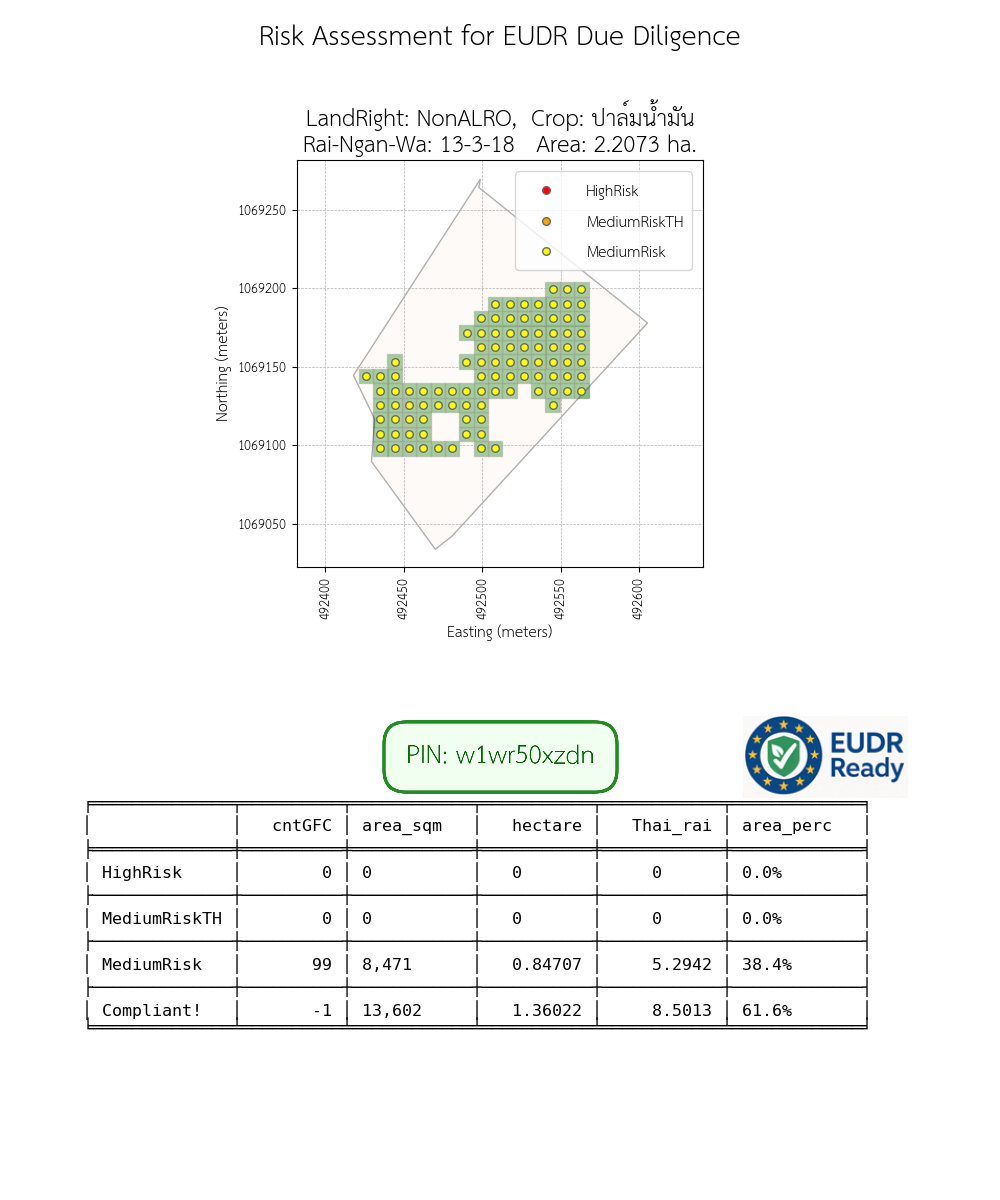 Risk Assessment for EUDR Due Diligence
LandRight: NonALRO,  Crop: ปาล์มน้ำมัน
Rai-Ngan-Wa: 13-3-18   Area: 2.2073 ha.
HighRisk
MediumRiskTH
MediumRisk
1069250
1069200
1069150
1069100
1069050
Northing (meters)
492400 492450 492500 492550 492600
Easting (meters)
PIN: w1wr50xzdn
EUDR
Ready
cntGFC area_sqm hectare Thai_rai area_perc
HighRisk 0 0 0 0 0.0%
MediumRiskTH 0 0 0 0 0.0%
MediumRisk 99 8,471 0.84707 5.2942 38.4%
Compliant! -1 13,602 1.36022 8.5013 61.6%